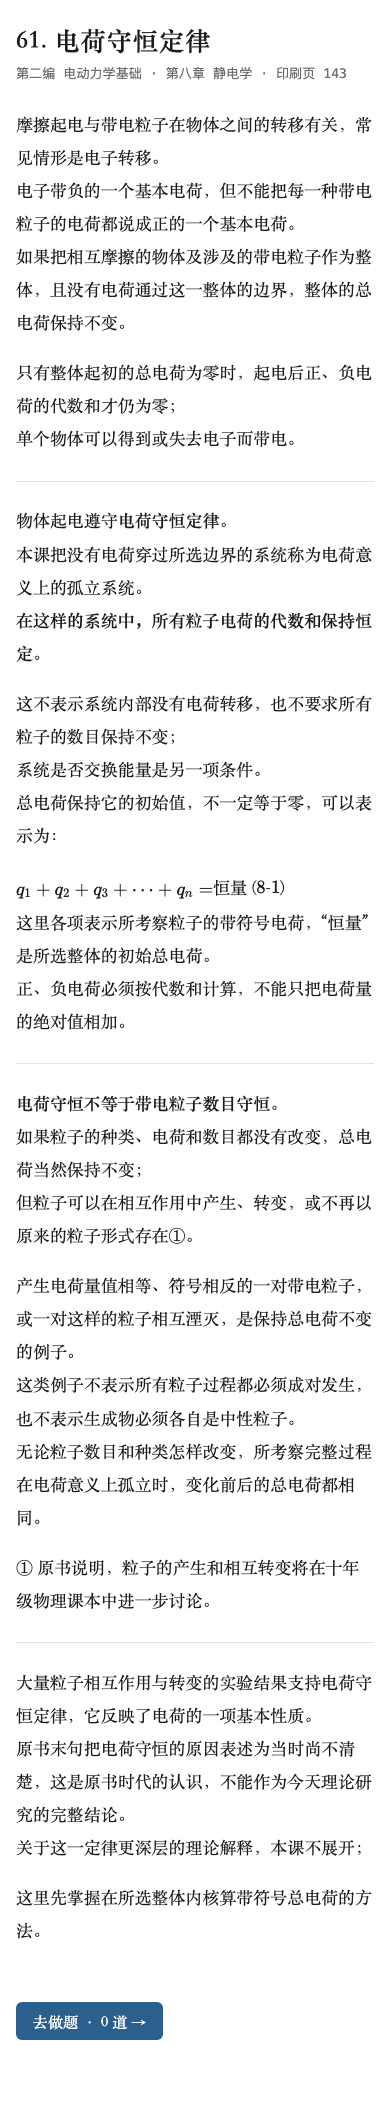 61. 电荷守恒定律
第二编 电动力学基础 · 第八章 静电学 · 印刷页 143
摩擦起电与带电粒子在物体之间的转移有关，常
见情形是电子转移。
电子带负的一个基本电荷，但不能把每一种带电
粒子的电荷都说成正的一个基本电荷。
如果把相互摩擦的物体及涉及的带电粒子作为整
体，且没有电荷通过这一整体的边界，整体的总
电荷保持不变。
只有整体起初的总电荷为零时，起电后正、负电
荷的代数和才仍为零；
单个物体可以得到或失去电子而带电。
物体起电遵守电荷守恒定律。
本课把没有电荷穿过所选边界的系统称为电荷意
义上的孤立系统。
在这样的系统中，所有粒子电荷的代数和保持恒
定。
这不表示系统内部没有电荷转移，也不要求所有
粒子的数目保持不变；
系统是否交换能量是另一项条件。
总电荷保持它的初始值，不一定等于零，可以表
示为：
q₁ + q₂ + q₃ + ⋯ + qₙ =恒量 (8-1)
这里各项表示所考察粒子的带符号电荷，“恒量”
是所选整体的初始总电荷。
正、负电荷必须按代数和计算，不能只把电荷量
的绝对值相加。
电荷守恒不等于带电粒子数目守恒。
如果粒子的种类、电荷和数目都没有改变，总电
荷当然保持不变；
但粒子可以在相互作用中产生、转变，或不再以
原来的粒子形式存在①。
产生电荷量值相等、符号相反的一对带电粒子，
或一对这样的粒子相互湮灭，是保持总电荷不变
的例子。
这类例子不表示所有粒子过程都必须成对发生，
也不表示生成物必须各自是中性粒子。
无论粒子数目和种类怎样改变，所考察完整过程
在电荷意义上孤立时，变化前后的总电荷都相
同。
① 原书说明，粒子的产生和相互转变将在十年
级物理课本中进一步讨论。
大量粒子相互作用与转变的实验结果支持电荷守
恒定律，它反映了电荷的一项基本性质。
原书末句把电荷守恒的原因表述为当时尚不清
楚，这是原书时代的认识，不能作为今天理论研
究的完整结论。
关于这一定律更深层的理论解释，本课不展开；
这里先掌握在所选整体内核算带符号总电荷的方
法。
去做题 · 0 道 →